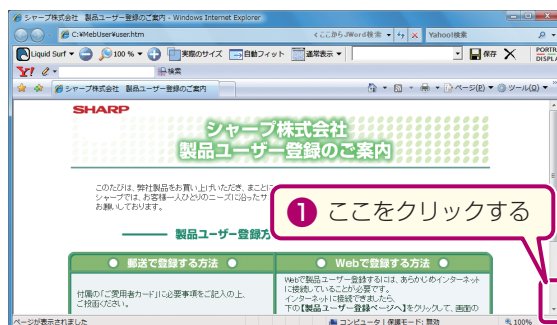 シャープ株式会社 製品ユーザー登録のご案内 - Windows Internet Explorer
C:¥MebUser¥user.htm
くここから JWord検索
Yahoo!検索
Liquid Surf
100 %
実際のサイズ
自動フィット
通常表示
保存
PORTR
DISPLA
Y!
検索
シャープ株式会社 製品ユーザー登録のご案内
ページ(P)
ツール(O)
SHARP
シャープ株式会社
製品ユーザー登録のご案内
このたびは、弊社製品をお買い上げいただき、まことに
シャープでは、お客様一人ひとりのニーズに沿ったサ
お願いしております。
1 ここをクリックする
製品ユーザー登録方
● 郵送で登録する方法 ●
付属の「ご愛用者カード」に必要事項をご記入の上、
ご投函ください。
● Webで登録する方法 ●
Webで製品ユーザー登録するには、あらかじめインターネット
に接続していることが必要です。
インターネットに接続できましたら、
下の【製品ユーザー登録ページへ】をクリックして、画面の
ページが表示されました
コンピュータ | 保護モード: 無効
100%